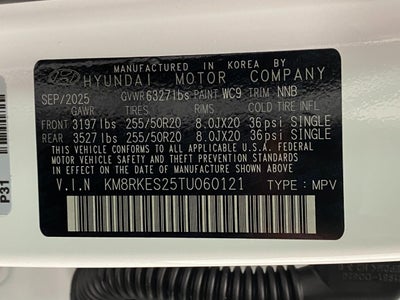 MANUFACTURED IN KOREA BY
HYUNDAI MOTOR COMPANY
SEP/2025 GVWR 6327lbs PAINT WC9 TRIM NNB
GAWR TIRES RIMS COLD TIRE INFL
FRONT 3197lbs 255/50R20 8.0JX20 36psi SINGLE
REAR 3527lbs 255/50R20 8.0JX20 36psi SINGLE
THIS VEHICLE CONFORMS TO ALL APPLICABLE U.S.A. FEDERAL
MOTOR VEHICLE SAFETY STANDARDS IN EFFECT ON THE DATE OF
MANUFACTURE SHOWN ABOVE.
V.I.N KM8RKES25TU060121 TYPE: MPV
P31